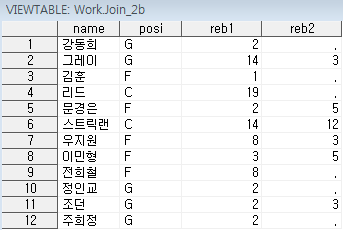 VIEWTABLE: Work.Join_2b
name posi reb1 reb2
1 강동희 G 2 .
2 그레이 G 14 3
3 김훈 F 1 .
4 리드 C 19 .
5 문경은 F 2 5
6 스트릭랜 C 14 12
7 우지원 F 8 3
8 이민형 F 3 5
9 전희철 F 8 .
10 정인교 G 2 .
11 조던 G 2 3
12 주희정 G 2 .